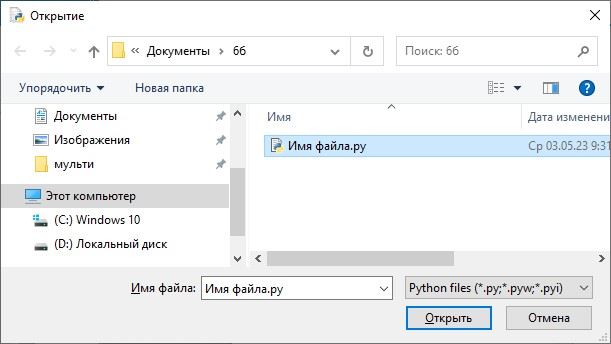 Открытие
« Документы › 66
Поиск: 66
Упорядочить
Новая папка
?
Документы
Изображения
мульти
Этот компьютер
(C:) Windows 10
(D:) Локальный диск
Имя
Дата изменени
Имя файла.py
Ср 03.05.23 9:31
Имя файла:
Имя файла.py
Python files (*.py;*.pyw;*.pyi)
Открыть
Отмена